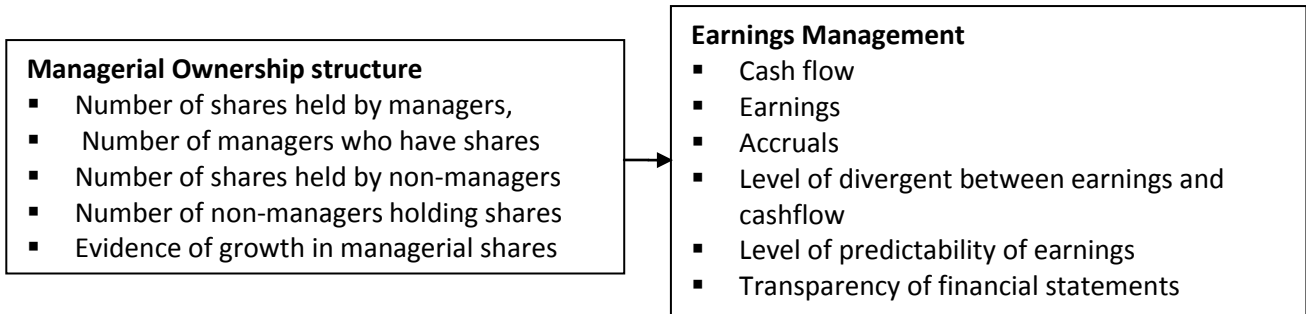 Managerial Ownership structure
▪ Number of shares held by managers,
▪ Number of managers who have shares
▪ Number of shares held by non-managers
▪ Number of non-managers holding shares
▪ Evidence of growth in managerial shares
Earnings Management
▪ Cash flow
▪ Earnings
▪ Accruals
▪ Level of divergent between earnings and
cashflow
▪ Level of predictability of earnings
▪ Transparency of financial statements